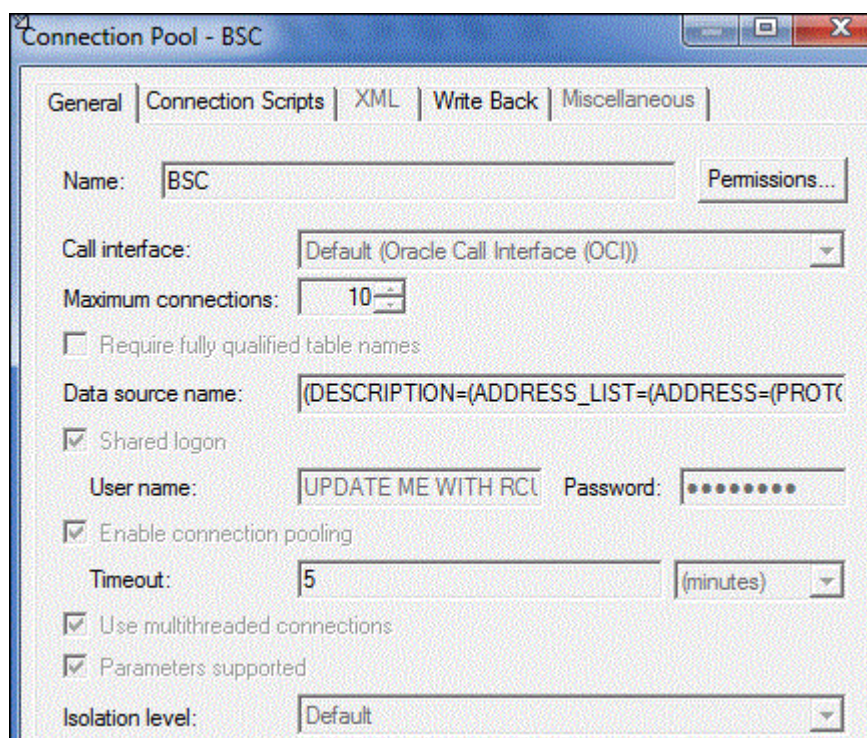 Connection Pool - BSC
General Connection Scripts XML Write Back Miscellaneous
Name: BSC Permissions...
Call interface: Default (Oracle Call Interface (OCI))
Maximum connections: 10
Require fully qualified table names
Data source name: (DESCRIPTION=(ADDRESS_LIST=(ADDRESS=(PROTO
Shared logon
User name: UPDATE ME WITH RCU Password: ●●●●●●●●
Enable connection pooling
Timeout: 5 (minutes)
Use multithreaded connections
Parameters supported
Isolation level: Default